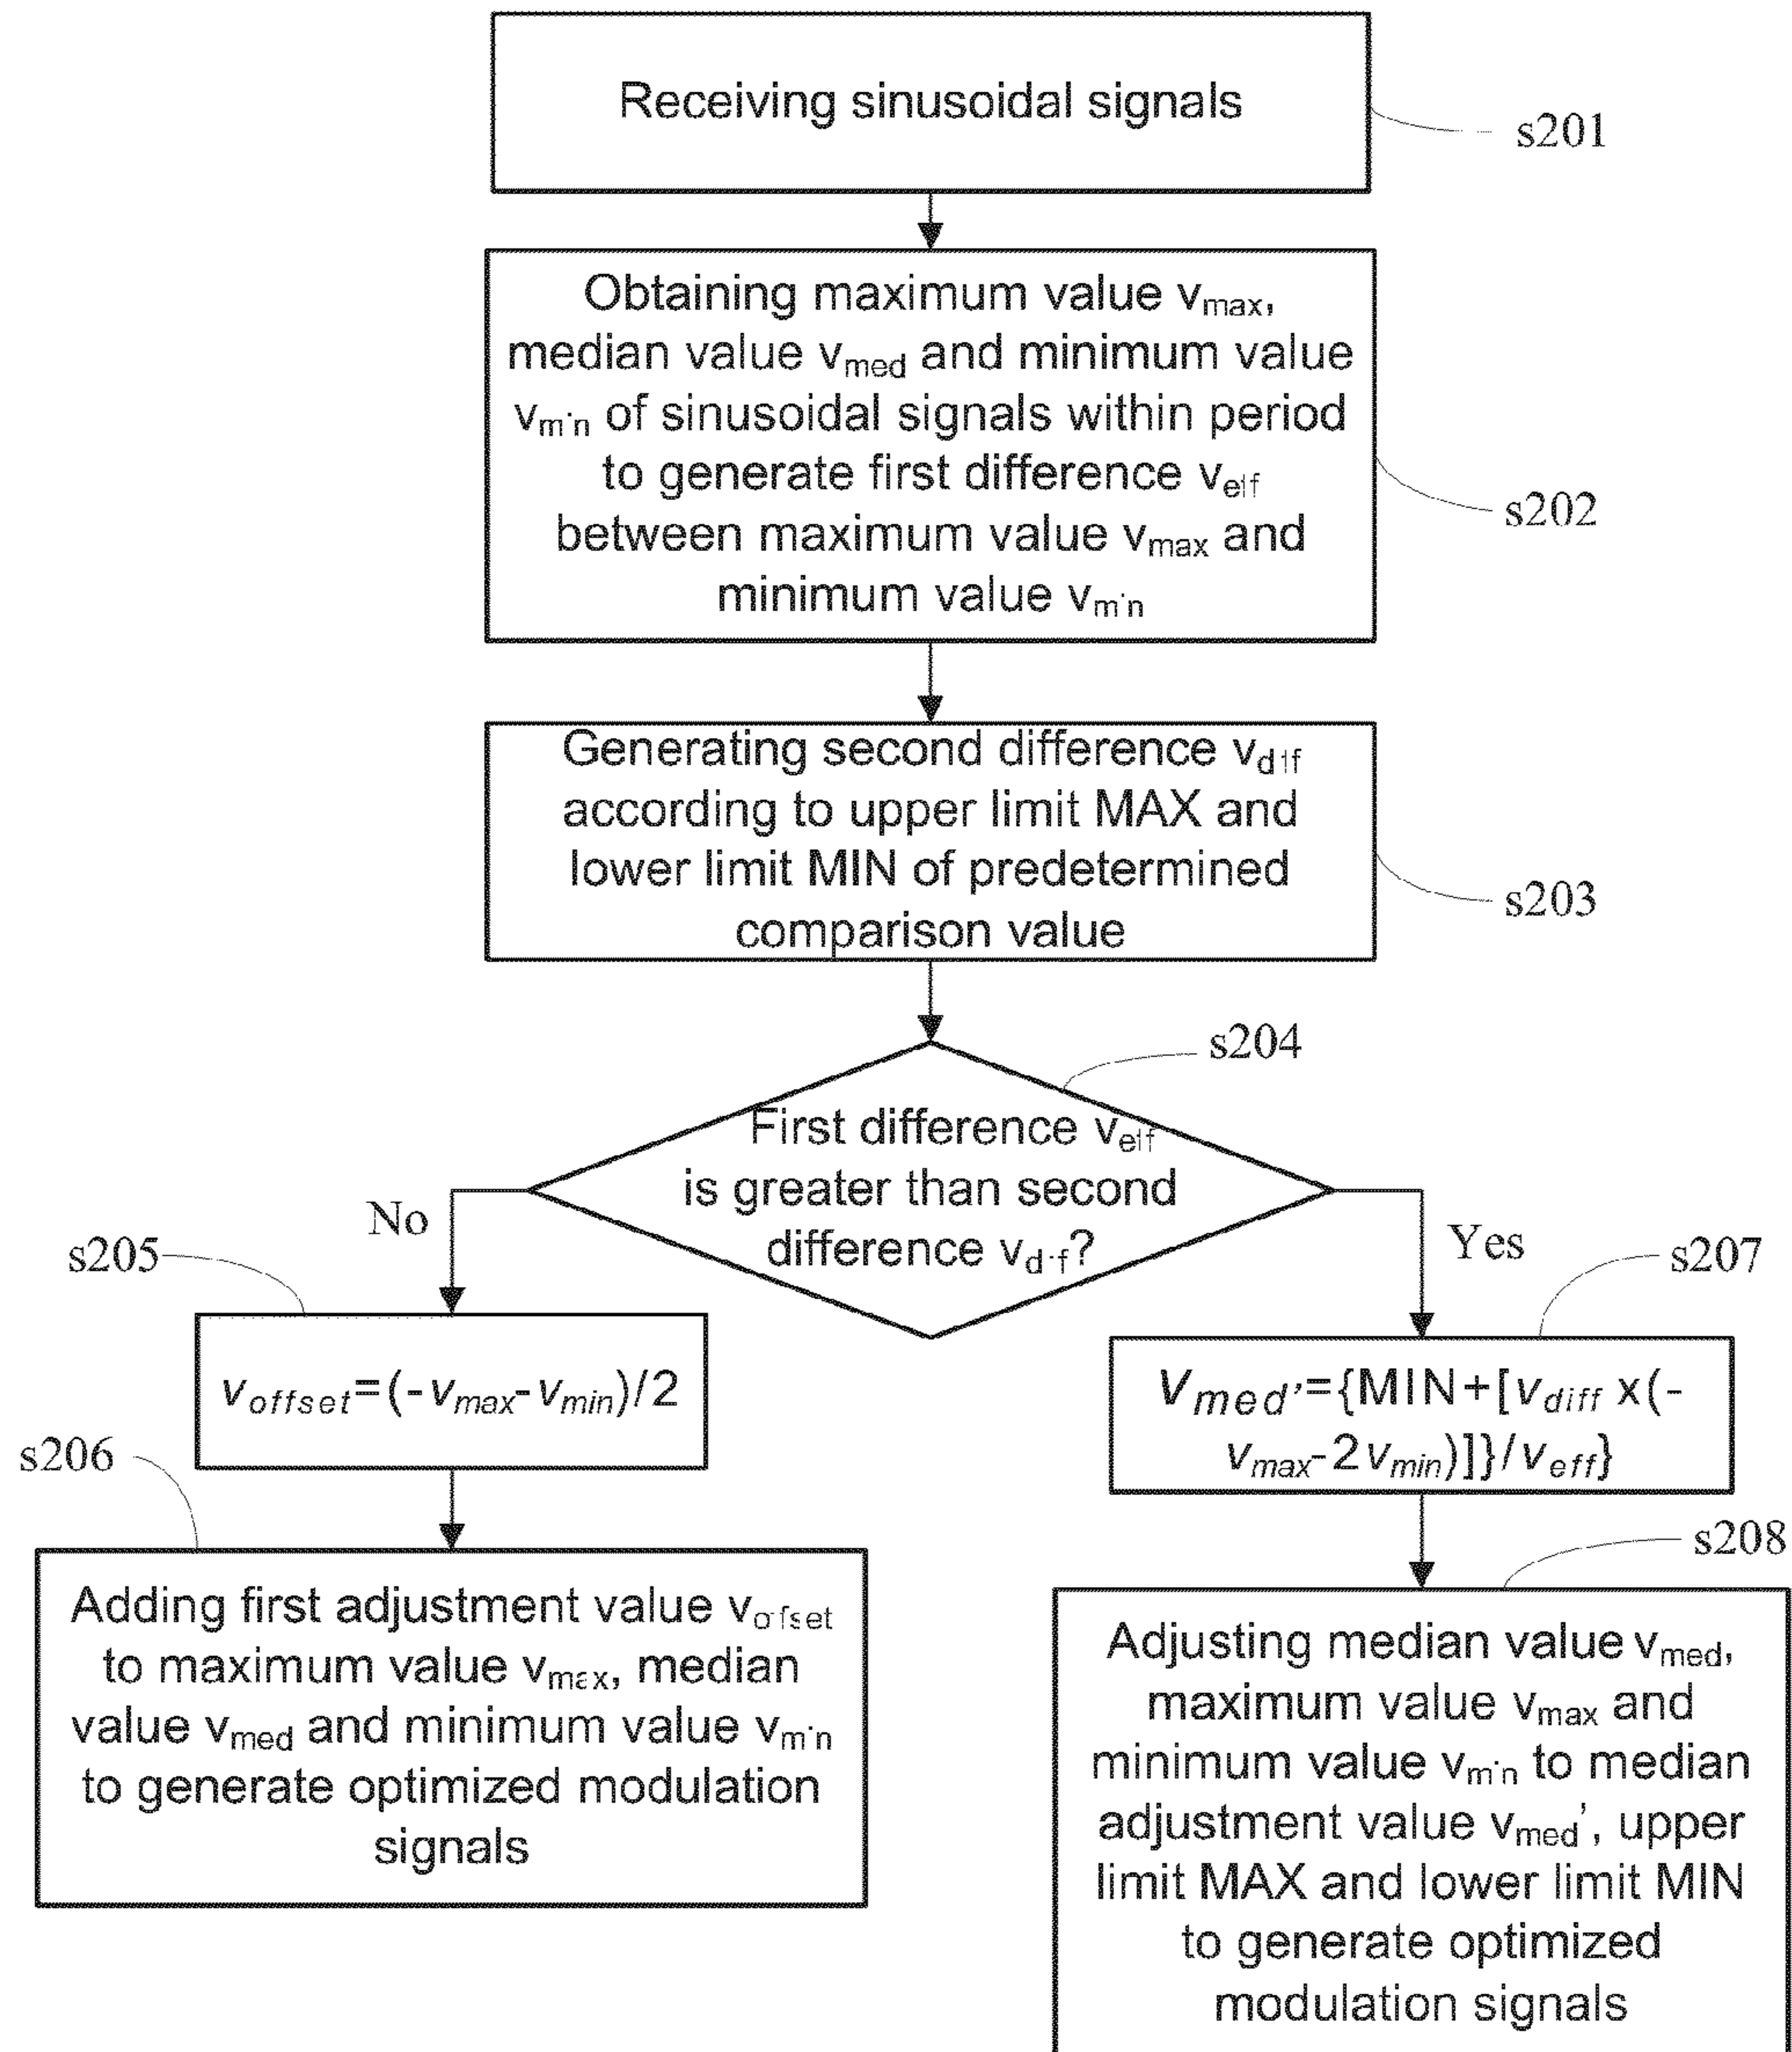 Receiving sinusoidal signals
s201
Obtaining maximum value vmax,
median value vmed and minimum value
vmin of sinusoidal signals within period
to generate first difference veff
between maximum value vmax and
minimum value vmin
s202
Generating second difference vdiff
according to upper limit MAX and
lower limit MIN of predetermined
comparison value
s203
s204
First difference veff
is greater than second
difference vdiff?
No
Yes
s205
voffset=(-vmax-vmin)/2
s206
Adding first adjustment value voffset
to maximum value vmax, median
value vmed and minimum value vmin
to generate optimized modulation
signals
s207
Vmed'={MIN+[vdiff x(-
vmax-2vmin)]}/veff}
s208
Adjusting median value vmed,
maximum value vmax and
minimum value vmin to median
adjustment value vmed', upper
limit MAX and lower limit MIN
to generate optimized
modulation signals